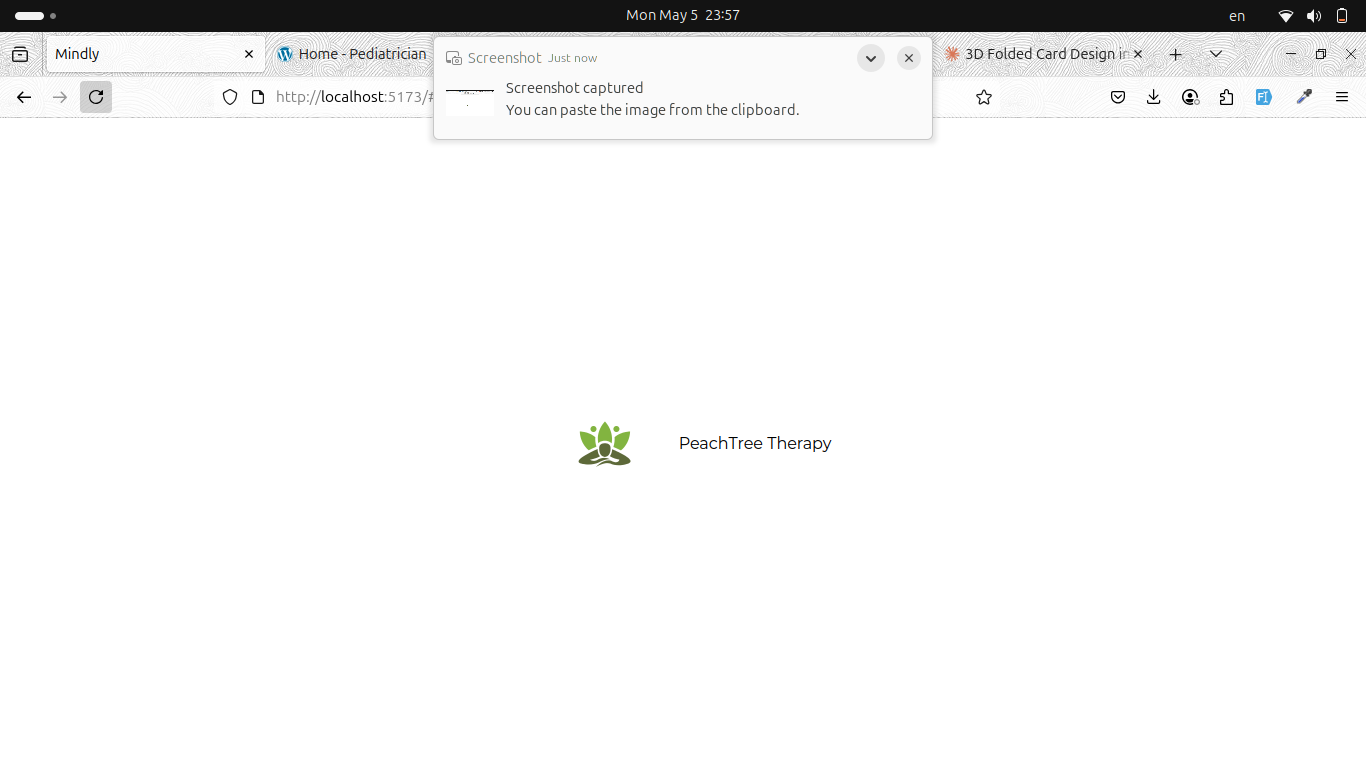 Mon May 5 23:57
en
Mindly
Home - Pediatrician
3D Folded Card Design in
Screenshot Just now
Screenshot captured
You can paste the image from the clipboard.
http://localhost:5173/#
PeachTree Therapy